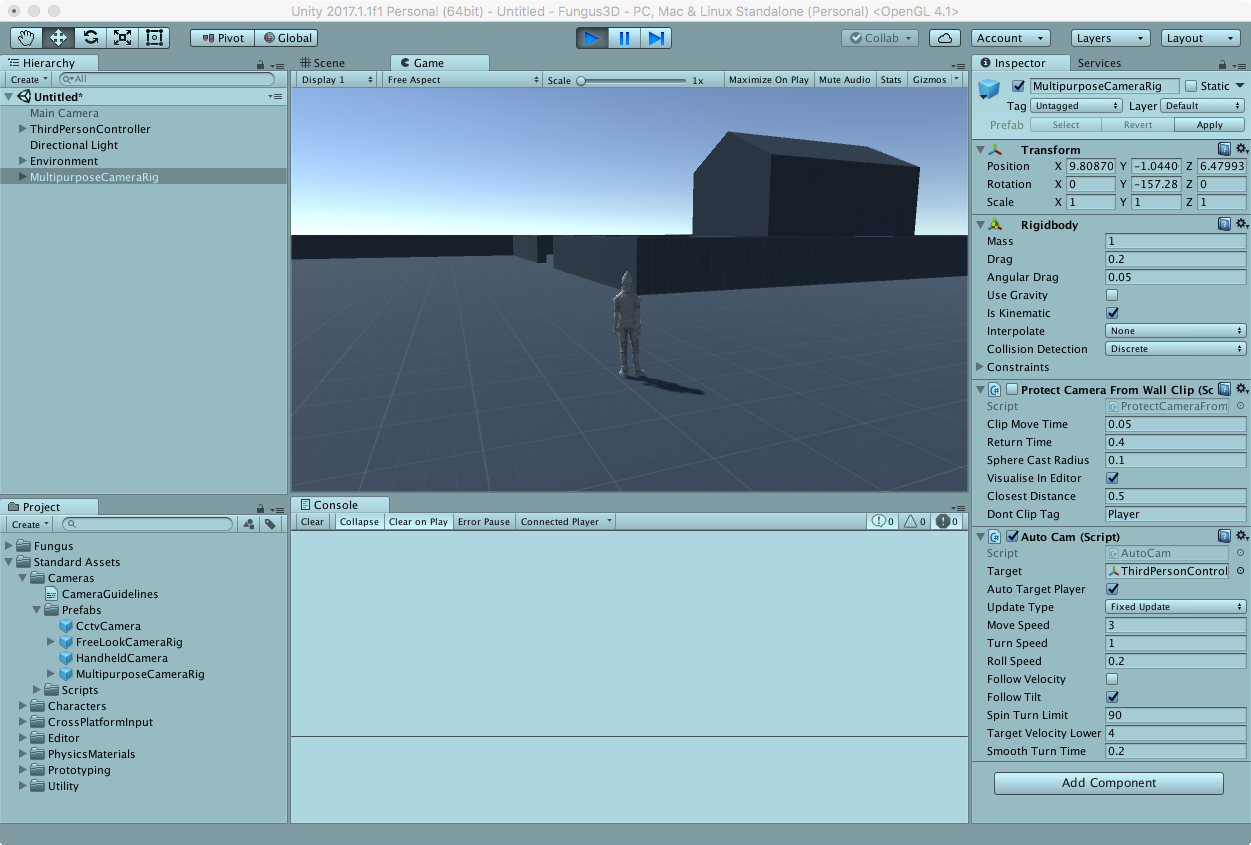 Unity 2017.1.1f1 Personal (64bit) - Untitled - Fungus3D - PC, Mac & Linux Standalone (Personal) <OpenGL 4.1>
Pivot Global Collab Account Layers Layout
Hierarchy
Create All
Untitled*
Main Camera
ThirdPersonController
Directional Light
Environment
MultipurposeCameraRig
Scene Game
Display 1 Free Aspect Scale 1x Maximize On Play Mute Audio Stats Gizmos
Project
Create
Fungus
Standard Assets
Cameras
CameraGuidelines
Prefabs
CctvCamera
FreeLookCameraRig
HandheldCamera
MultipurposeCameraRig
Scripts
Characters
CrossPlatformInput
Editor
PhysicsMaterials
Prototyping
Utility
Console
Clear Collapse Clear on Play Error Pause Connected Player 0 0 0
Inspector Services
MultipurposeCameraRig Static
Tag Untagged Layer Default
Prefab Select Revert Apply
Transform
Position X 9.80870 Y -1.0440 Z 6.47993
Rotation X 0 Y -157.28 Z 0
Scale X 1 Y 1 Z 1
Rigidbody
Mass 1
Drag 0.2
Angular Drag 0.05
Use Gravity
Is Kinematic
Interpolate None
Collision Detection Discrete
Constraints
Protect Camera From Wall Clip (Sc
Script ProtectCameraFrom
Clip Move Time 0.05
Return Time 0.4
Sphere Cast Radius 0.1
Visualise In Editor
Closest Distance 0.5
Dont Clip Tag Player
Auto Cam (Script)
Script AutoCam
Target ThirdPersonControl
Auto Target Player
Update Type Fixed Update
Move Speed 3
Turn Speed 1
Roll Speed 0.2
Follow Velocity
Follow Tilt
Spin Turn Limit 90
Target Velocity Lower 4
Smooth Turn Time 0.2
Add Component